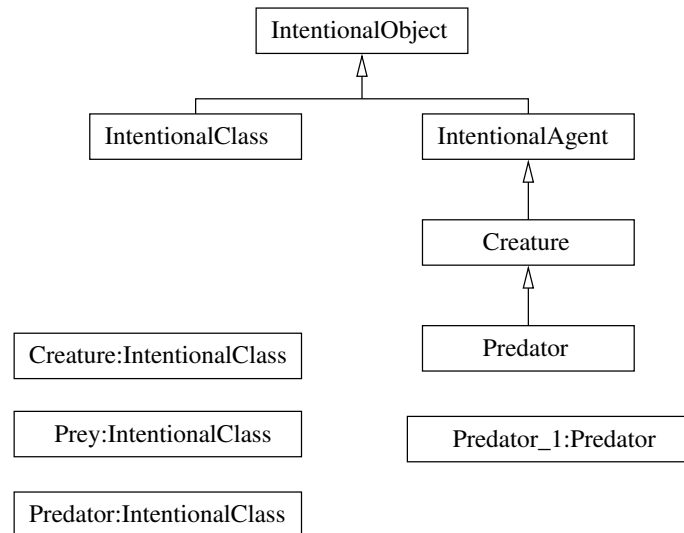 IntentionalObject
IntentionalClass
IntentionalAgent
Creature
Predator
Creature:IntentionalClass
Prey:IntentionalClass
Predator_1:Predator
Predator:IntentionalClass